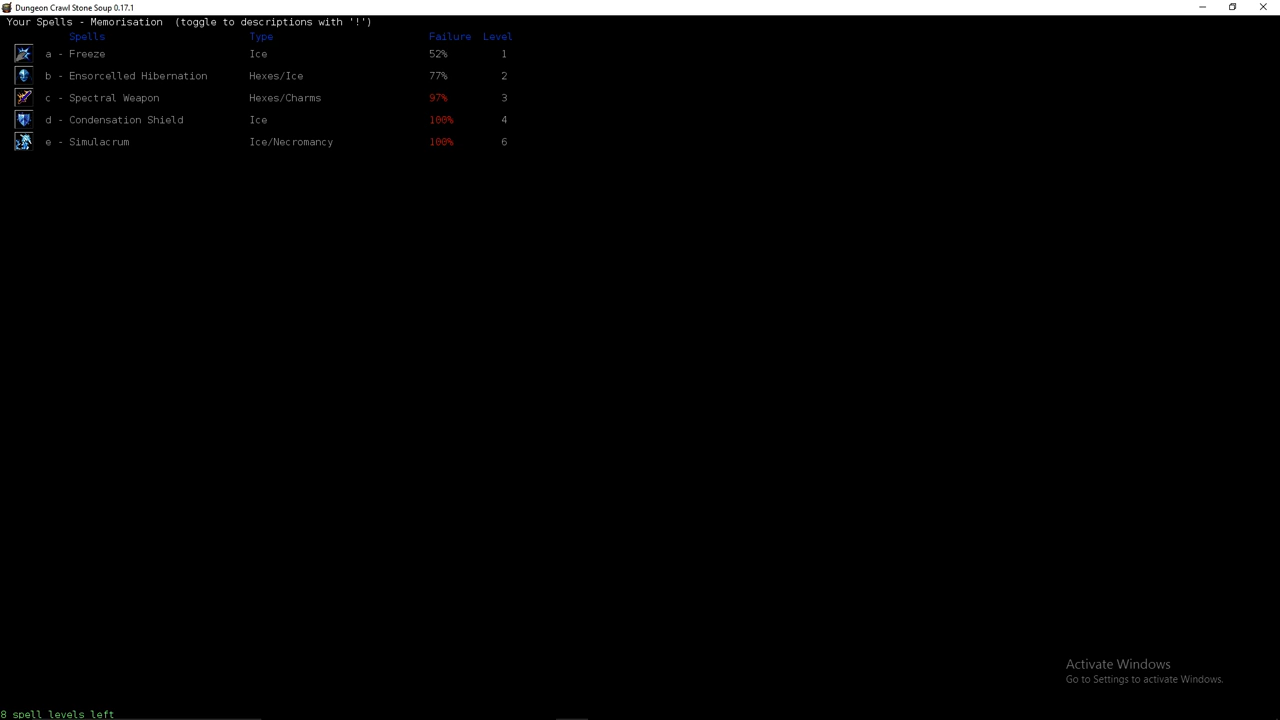 Dungeon Crawl Stone Soup 0.17.1
Your Spells - Memorisation (toggle to descriptions with '!')
Spells Type Failure Level
a - Freeze Ice 52% 1
b - Ensorcelled Hibernation Hexes/Ice 77% 2
c - Spectral Weapon Hexes/Charms 97% 3
d - Condensation Shield Ice 100% 4
e - Simulacrum Ice/Necromancy 100% 6
Activate Windows
Go to Settings to activate Windows.
8 spell levels left